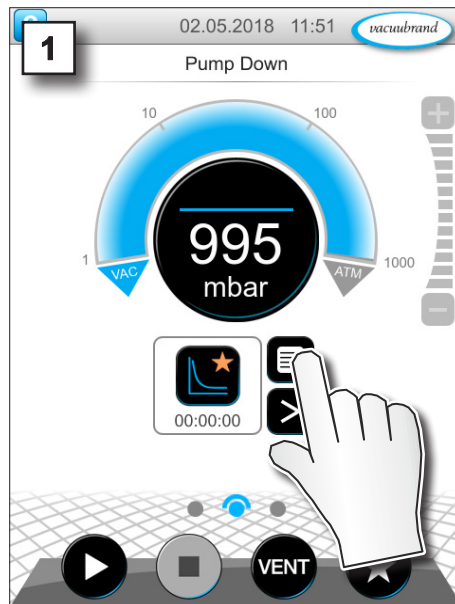 02.05.2018 11:51
vacuubrand
1
Pump Down
10
100
1
1000
VAC
ATM
995
mbar
00:00:00
VENT